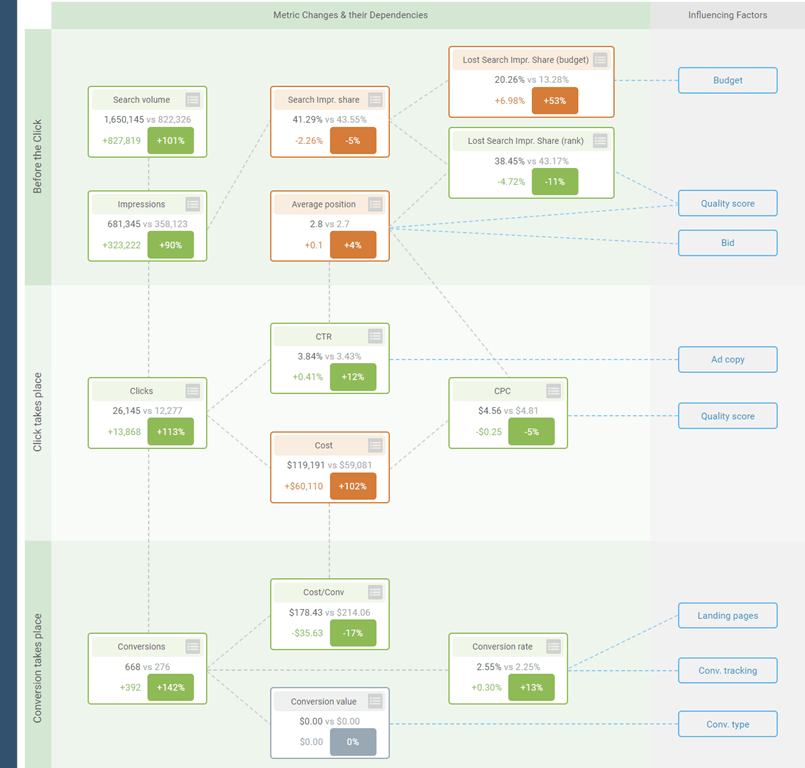 Metric Changes & their Dependencies
Influencing Factors
Before the Click
Search volume
1,650,145 vs 822,326
+827,819 +101%
Search Impr. share
41.29% vs 43.55%
-2.26% -5%
Lost Search Impr. Share (budget)
20.26% vs 13.28%
+6.98% +53%
Budget
Lost Search Impr. Share (rank)
38.45% vs 43.17%
-4.72% -11%
Impressions
681,345 vs 358,123
+323,222 +90%
Average position
2.8 vs 2.7
+0.1 +4%
Quality score
Bid
Click takes place
CTR
3.84% vs 3.43%
+0.41% +12%
Ad copy
Clicks
26,145 vs 12,277
+13,868 +113%
CPC
$4.56 vs $4.81
-$0.25 -5%
Quality score
Cost
$119,191 vs $59,081
+$60,110 +102%
Conversion takes place
Cost/Conv
$178.43 vs $214.06
-$35.63 -17%
Landing pages
Conversions
668 vs 276
+392 +142%
Conversion rate
2.55% vs 2.25%
+0.30% +13%
Conv. tracking
Conversion value
$0.00 vs $0.00
$0.00 0%
Conv. type